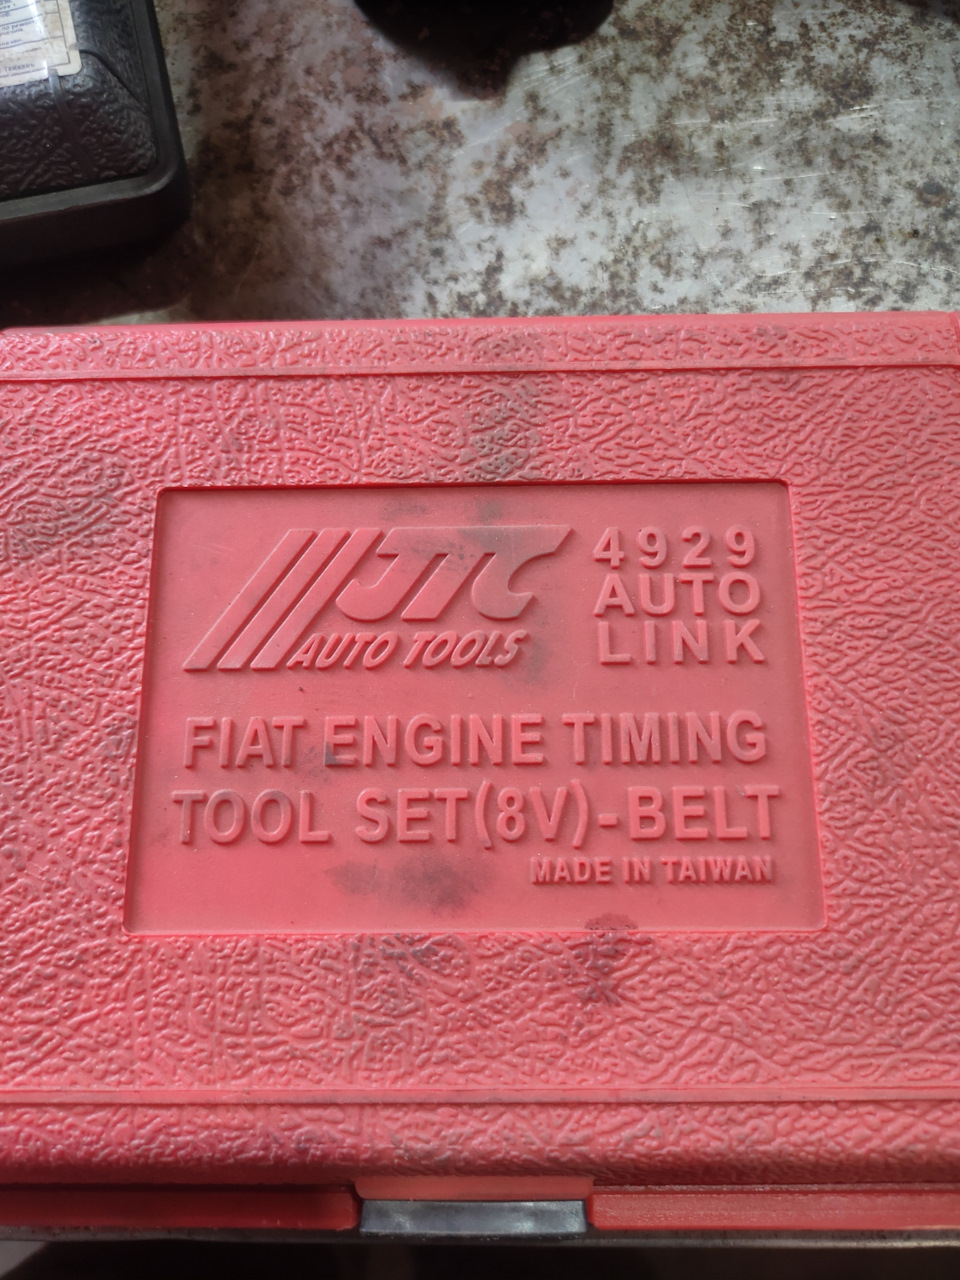 JTC
AUTO TOOLS
4929
AUTO
LINK
FIAT ENGINE TIMING
TOOL SET(8V)-BELT
MADE IN TAIWAN